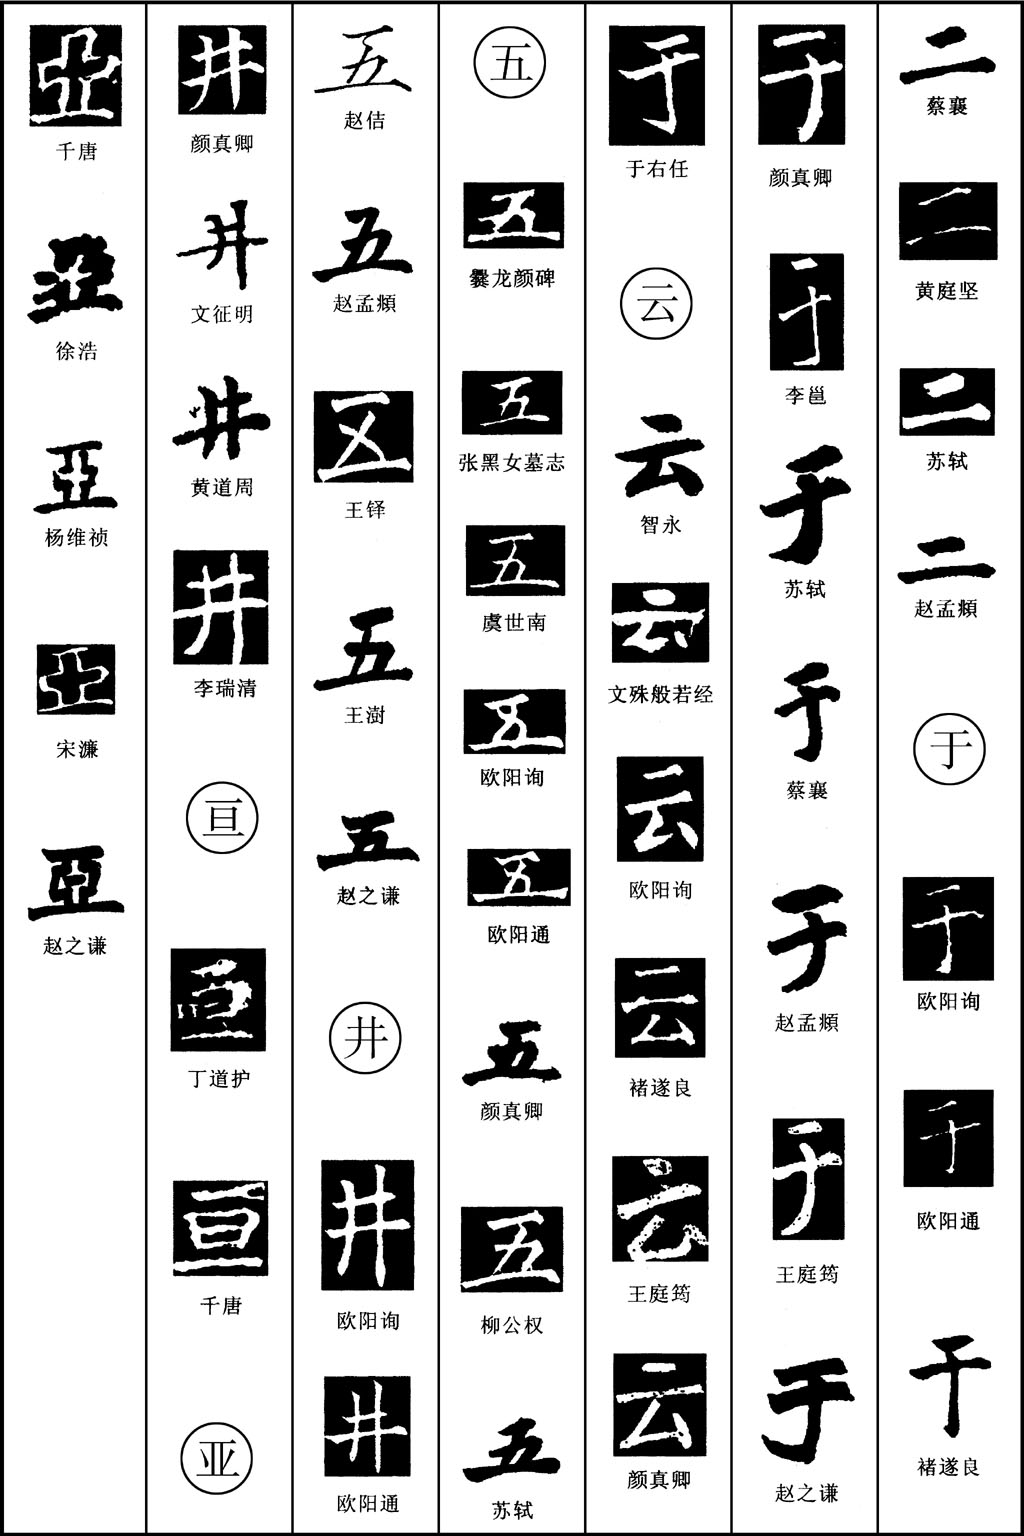 二
蔡襄
二
黄庭坚
二
苏轼
二
赵孟頫
于
于
欧阳询
于
欧阳通
于
褚遂良
于
颜真卿
于
李邕
于
苏轼
于
蔡襄
于
赵孟頫
于
王庭筠
于
赵之谦
于
于右任
云
云
智永
云
文殊般若经
云
欧阳询
云
褚遂良
云
王庭筠
云
颜真卿
五
五
爨龙颜碑
五
张黑女墓志
五
虞世南
五
欧阳询
五
欧阳通
五
颜真卿
五
柳公权
五
苏轼
五
赵佶
五
赵孟頫
五
王铎
五
王澍
五
赵之谦
井
井
欧阳询
井
欧阳通
井
颜真卿
井
文征明
井
黄道周
井
李瑞清
亘
亘
丁道护
亘
千唐
亚
亞
千唐
亞
徐浩
亞
杨维祯
亞
宋濂
亞
赵之谦